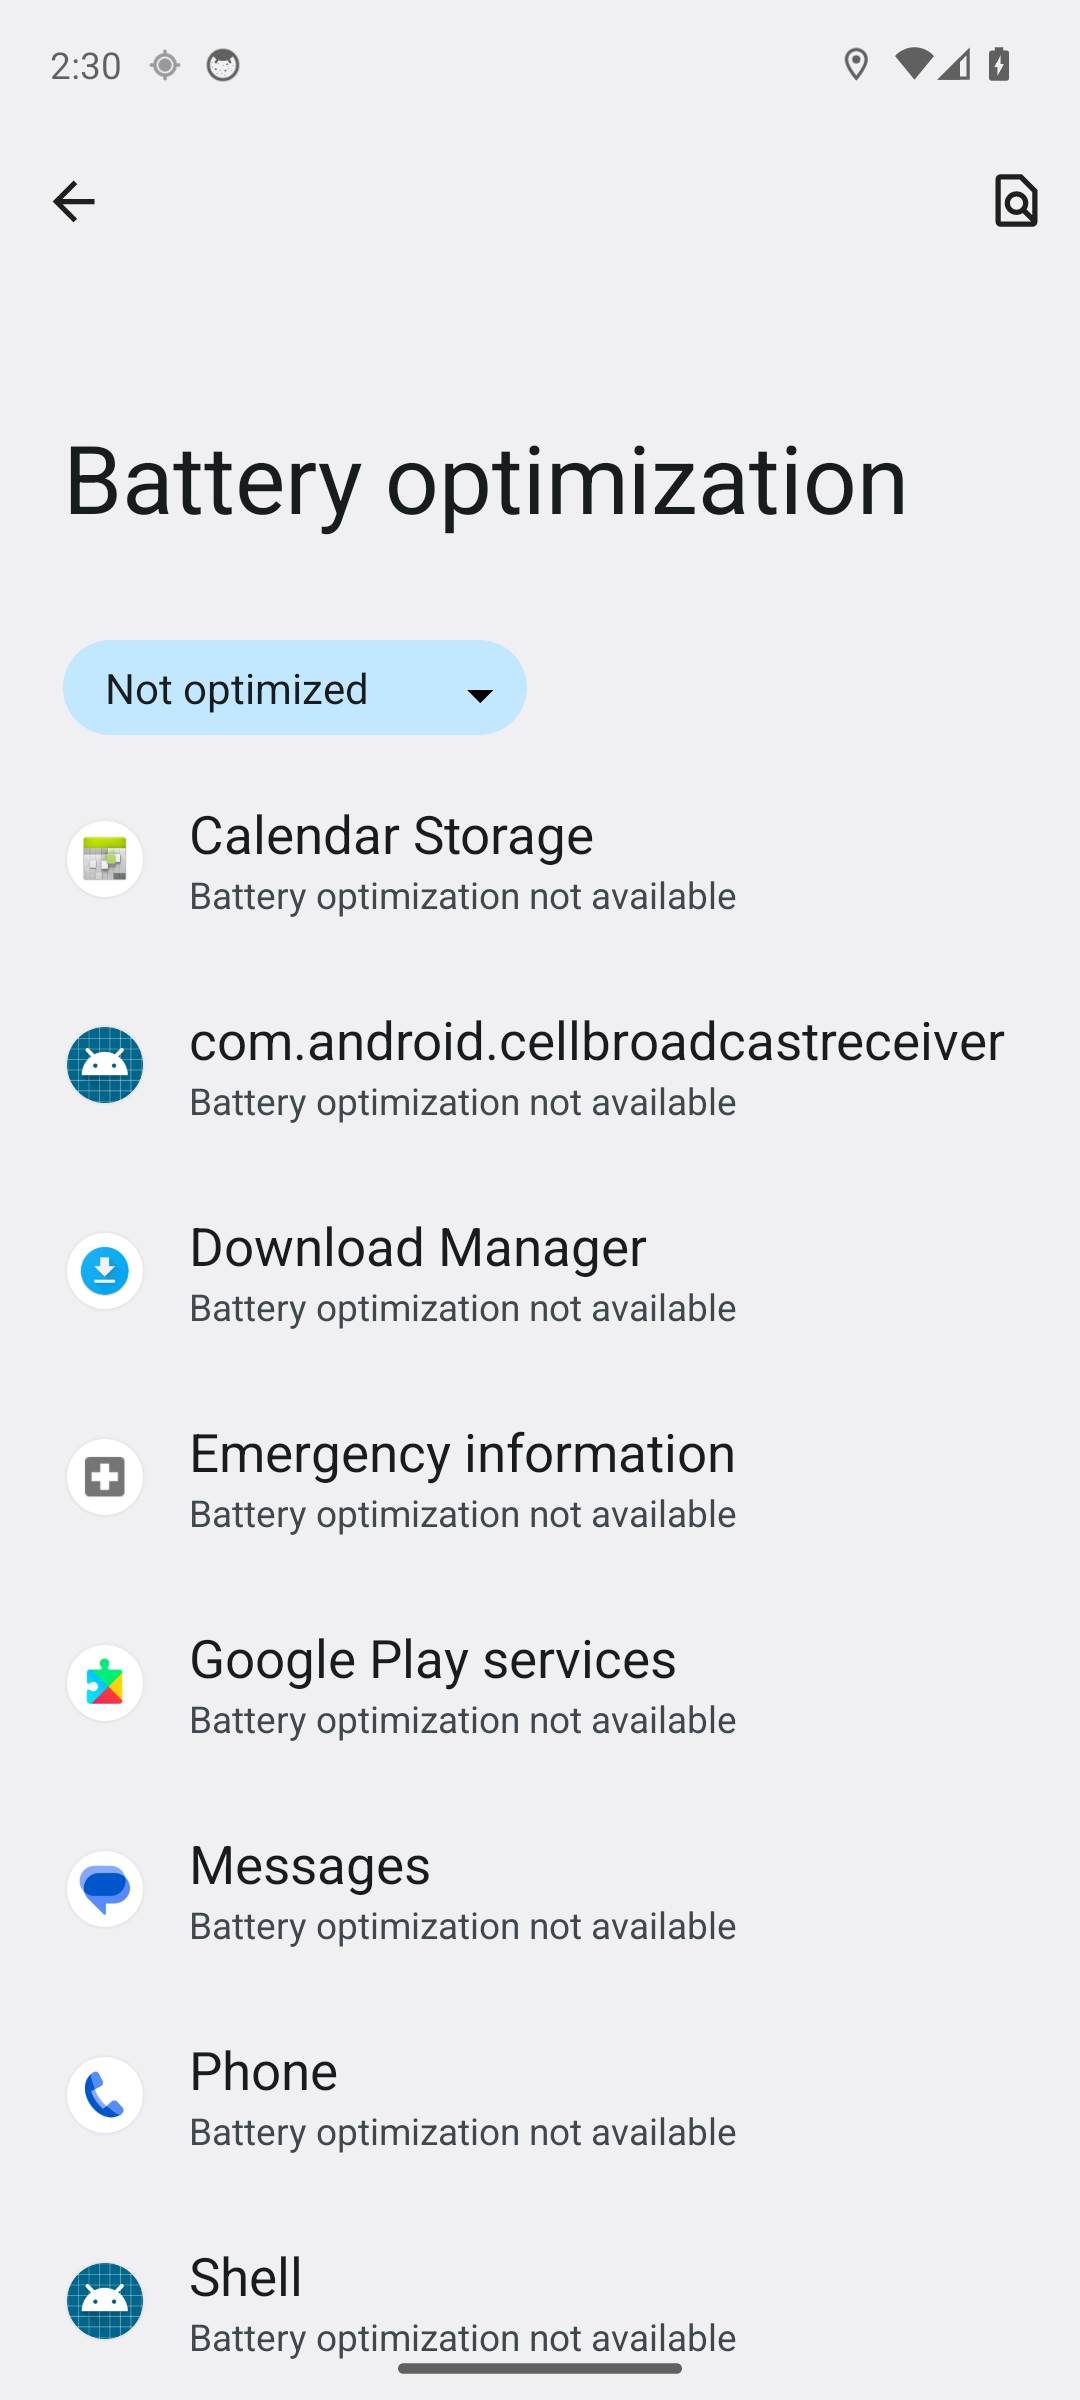 2:30
Battery optimization
Not optimized
Calendar Storage
Battery optimization not available
com.android.cellbroadcastreceiver
Battery optimization not available
Download Manager
Battery optimization not available
Emergency information
Battery optimization not available
Google Play services
Battery optimization not available
Messages
Battery optimization not available
Phone
Battery optimization not available
Shell
Battery optimization not available